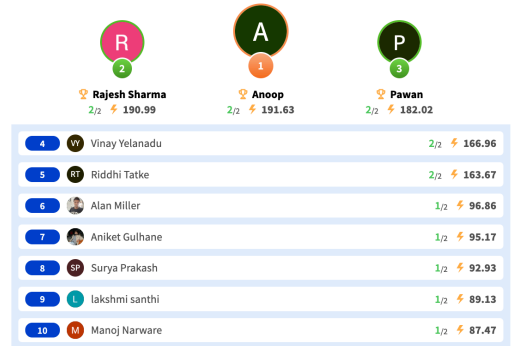 R
A
P
2
1
3
Rajesh Sharma
Anoop
Pawan
2/2 190.99
2/2 191.63
2/2 182.02
4 VY Vinay Yelanadu 2/2 166.96
5 RT Riddhi Tatke 2/2 163.67
6 Alan Miller 1/2 96.86
7 Aniket Gulhane 1/2 95.17
8 SP Surya Prakash 1/2 92.93
9 L lakshmi santhi 1/2 89.13
10 M Manoj Narware 1/2 87.47